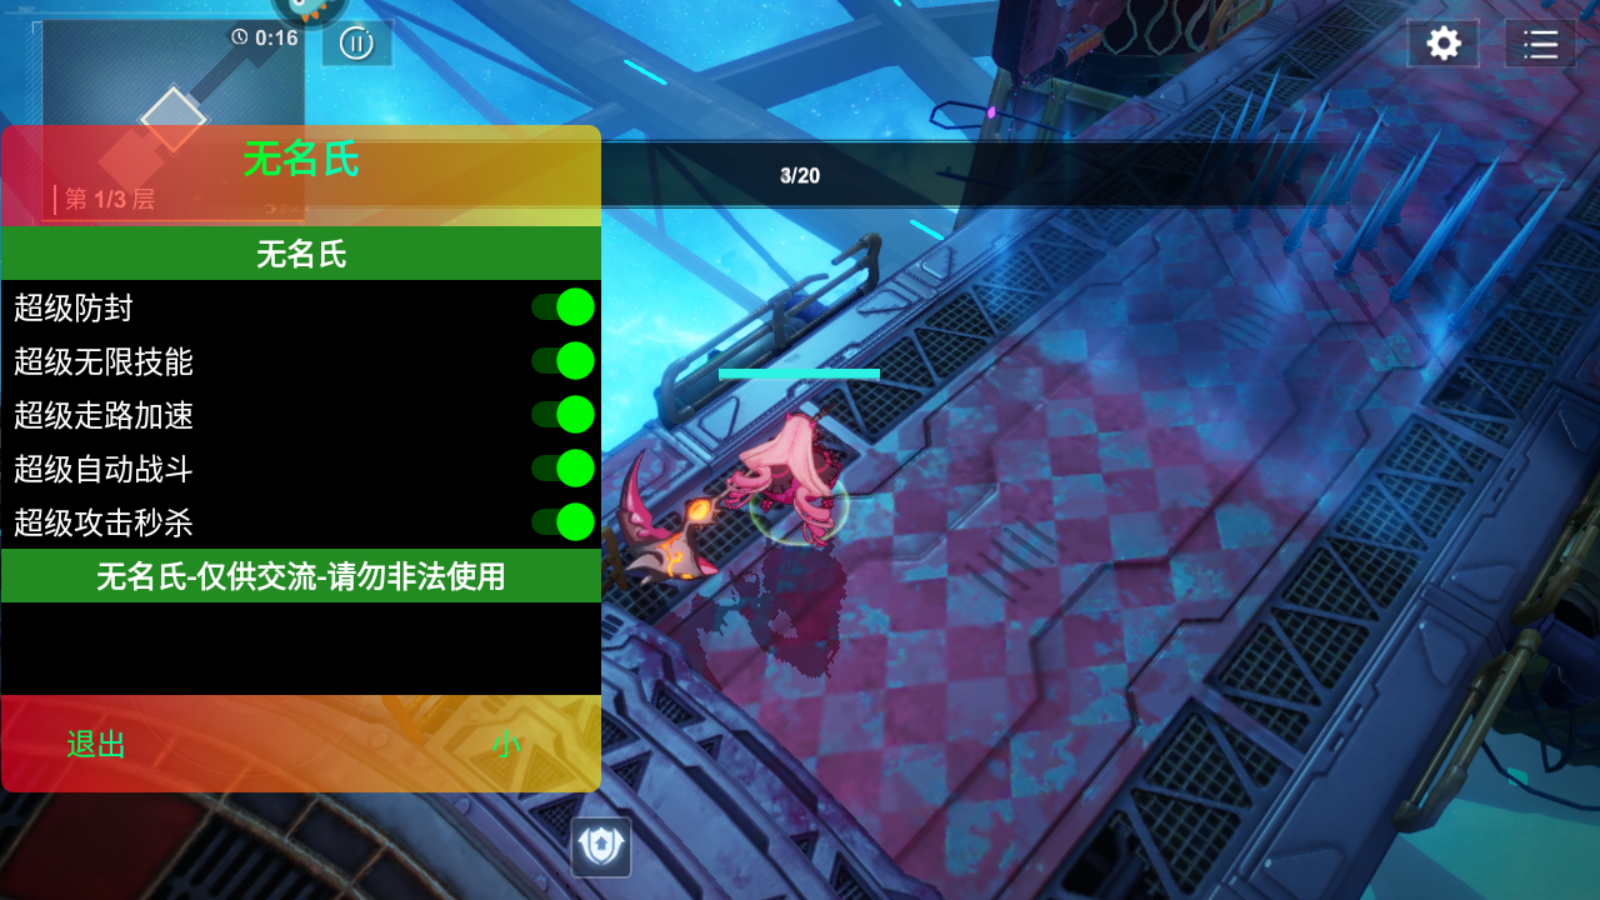 MAP
0:16
无名氏
第 1/3 层
3/20
无名氏
超级防封
超级无限技能
超级走路加速
超级自动战斗
超级攻击秒杀
无名氏-仅供交流-请勿非法使用
退出
小